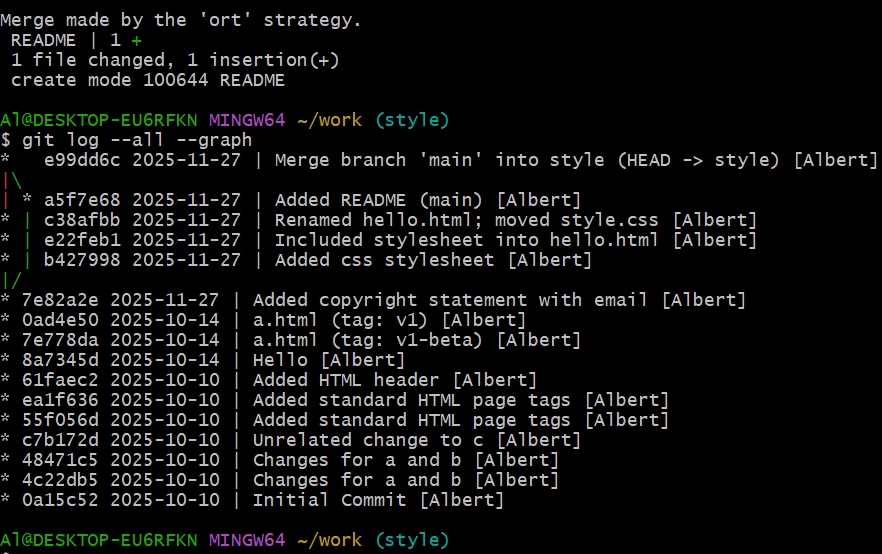 Merge made by the 'ort' strategy.
 README | 1 +
 1 file changed, 1 insertion(+)
 create mode 100644 README

Al@DESKTOP-EU6RFKN MINGW64 ~/work (style)
$ git log --all --graph
*   e99dd6c 2025-11-27 | Merge branch 'main' into style (HEAD -> style) [Albert]
|\
| * a5f7e68 2025-11-27 | Added README (main) [Albert]
* | c38afbb 2025-11-27 | Renamed hello.html; moved style.css [Albert]
* | e22feb1 2025-11-27 | Included stylesheet into hello.html [Albert]
* | b427998 2025-11-27 | Added css stylesheet [Albert]
|/
* 7e82a2e 2025-11-27 | Added copyright statement with email [Albert]
* 0ad4e50 2025-10-14 | a.html (tag: v1) [Albert]
* 7e778da 2025-10-14 | a.html (tag: v1-beta) [Albert]
* 8a7345d 2025-10-14 | Hello [Albert]
* 61faec2 2025-10-10 | Added HTML header [Albert]
* ea1f636 2025-10-10 | Added standard HTML page tags [Albert]
* 55f056d 2025-10-10 | Added standard HTML page tags [Albert]
* c7b172d 2025-10-10 | Unrelated change to c [Albert]
* 48471c5 2025-10-10 | Changes for a and b [Albert]
* 4c22db5 2025-10-10 | Changes for a and b [Albert]
* 0a15c52 2025-10-10 | Initial Commit [Albert]

Al@DESKTOP-EU6RFKN MINGW64 ~/work (style)